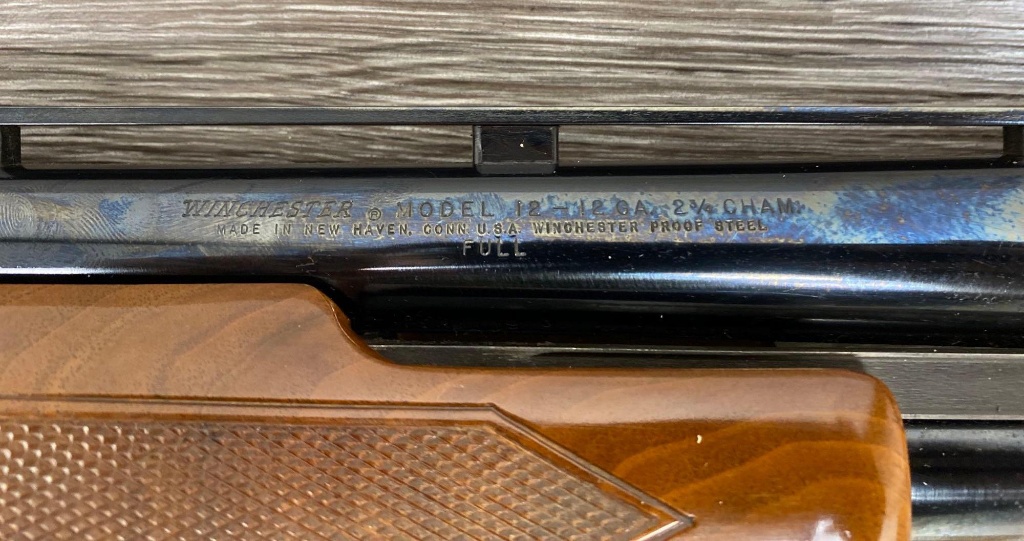 WINCHESTER ® MODEL 12 - 12 GA. 2¾ CHAM.
MADE IN NEW HAVEN, CONN. U.S.A. WINCHESTER PROOF STEEL
FULL